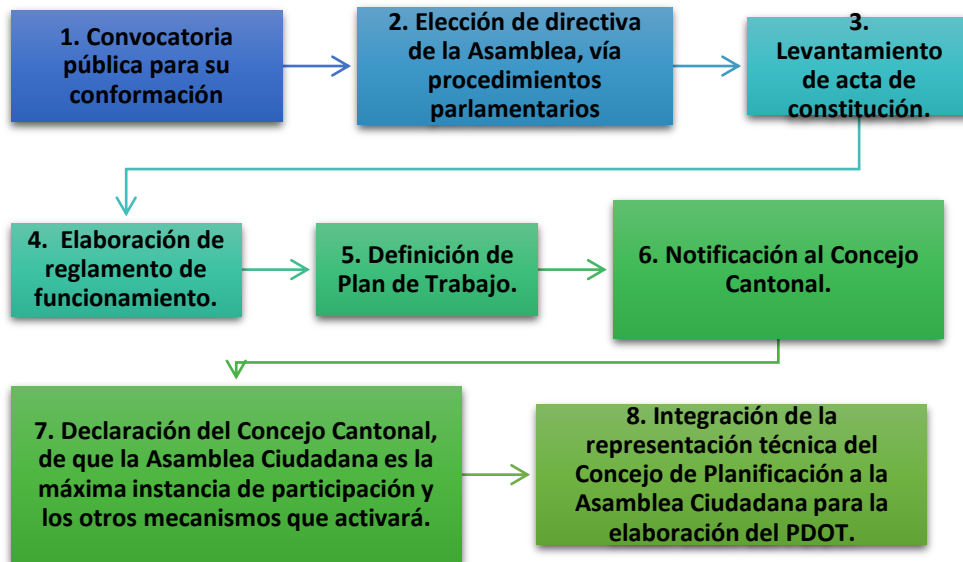 1. Convocatoria
pública para su
conformación
2. Elección de directiva
de la Asamblea, vía
procedimientos
parlamentarios
3.
Levantamiento
de acta de
constitución.
4. Elaboración de
reglamento de
funcionamiento.
5. Definición de
Plan de Trabajo.
6. Notificación al Concejo
Cantonal.
7. Declaración del Concejo Cantonal,
de que la Asamblea Ciudadana es la
máxima instancia de participación y
los otros mecanismos que activará.
8. Integración de la
representación técnica del
Concejo de Planificación a la
Asamblea Ciudadana para la
elaboración del PDOT.